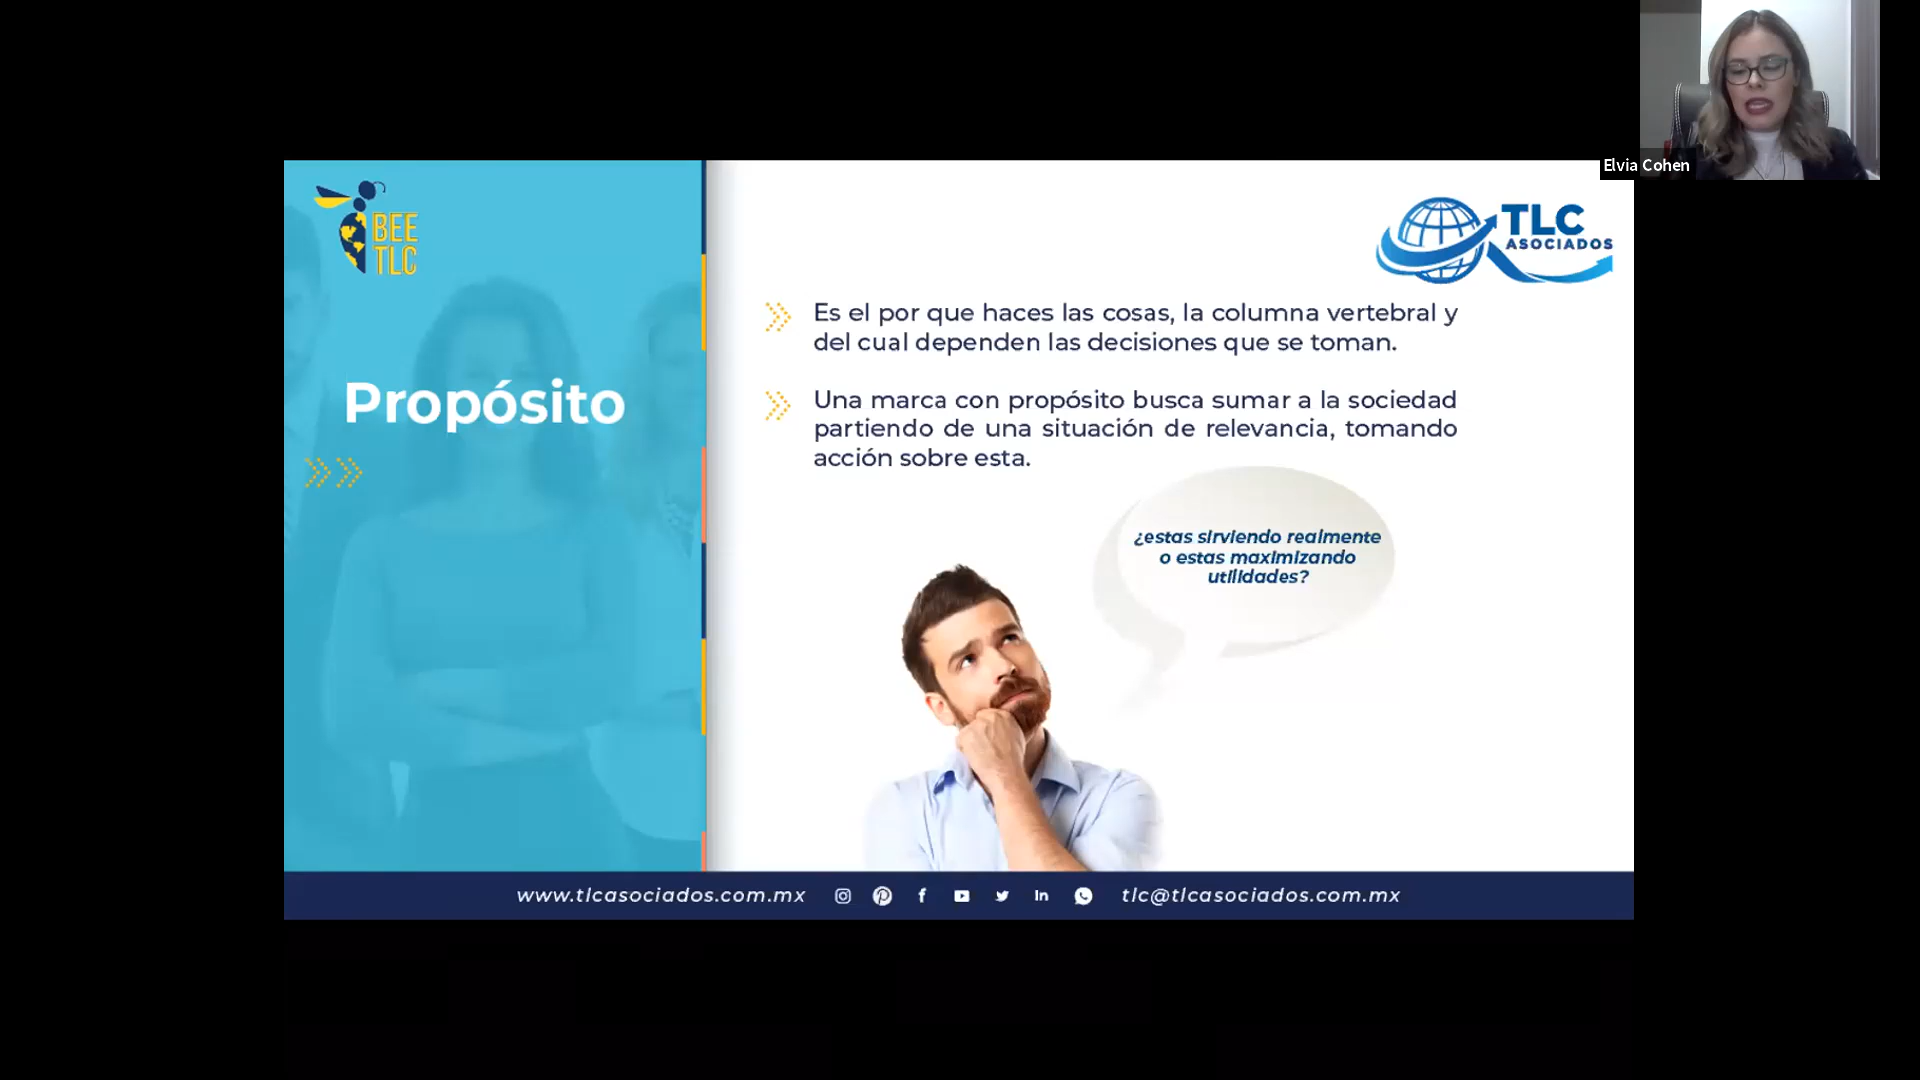 Elvia Cohen
BEE
TLC
TLC
ASOCIADOS
Propósito
Es el por que haces las cosas, la columna vertebral y
del cual dependen las decisiones que se toman.
Una marca con propósito busca sumar a la sociedad
partiendo de una situación de relevancia, tomando
acción sobre esta.
¿estas sirviendo realmente
o estas maximizando
utilidades?
www.tlcasociados.com.mx
tlc@tlcasociados.com.mx